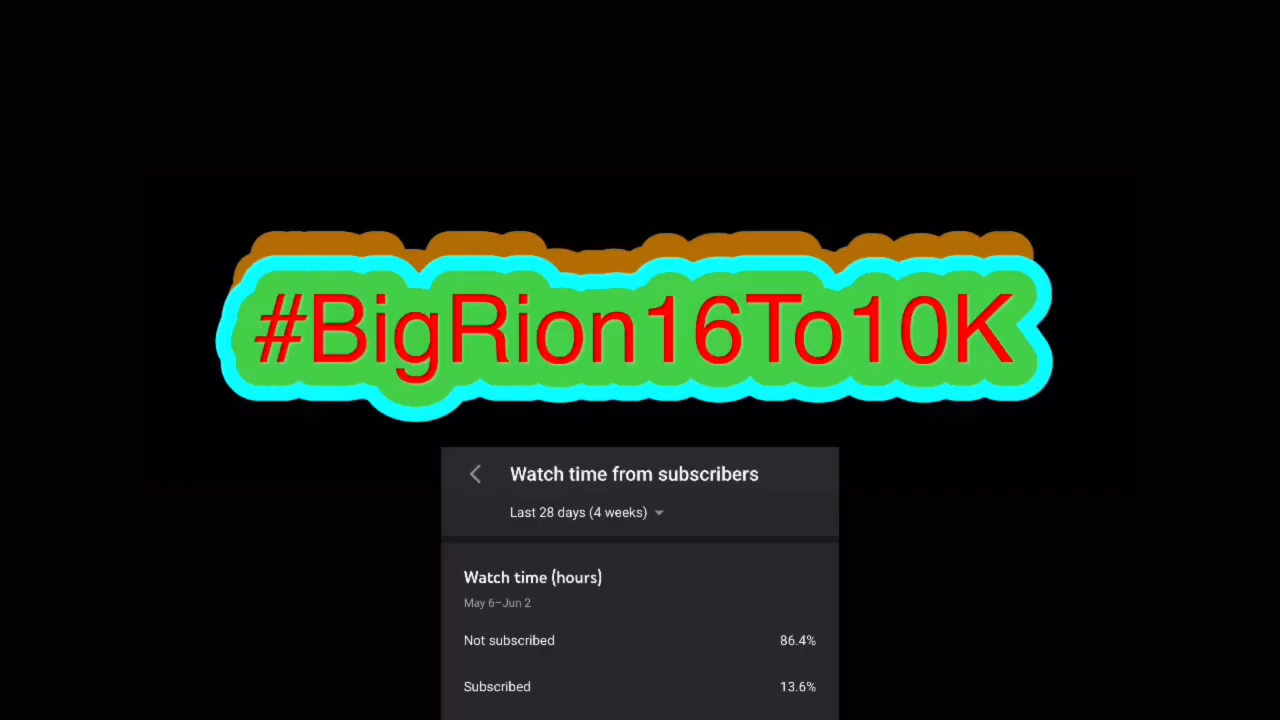 #BigRion16To10K
Watch time from subscribers
Last 28 days (4 weeks)
Watch time (hours)
May 6–Jun 2
Not subscribed 86.4%
Subscribed 13.6%